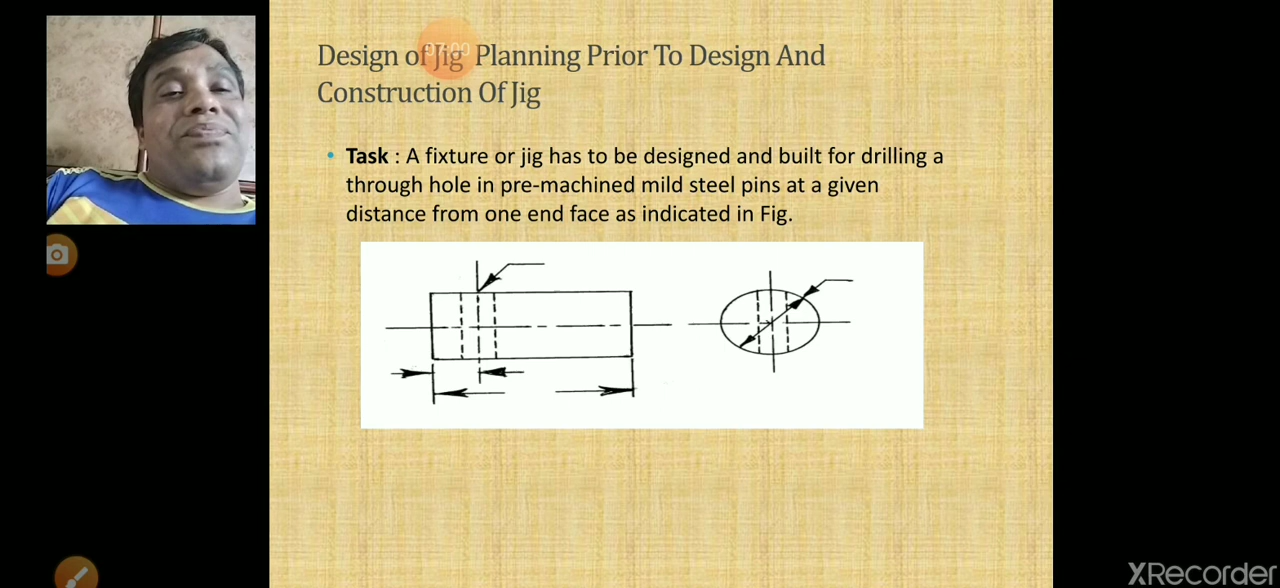 Design of Jig Planning Prior To Design And
Construction Of Jig
• Task : A fixture or jig has to be designed and built for drilling a
through hole in pre-machined mild steel pins at a given
distance from one end face as indicated in Fig.
XRecorder